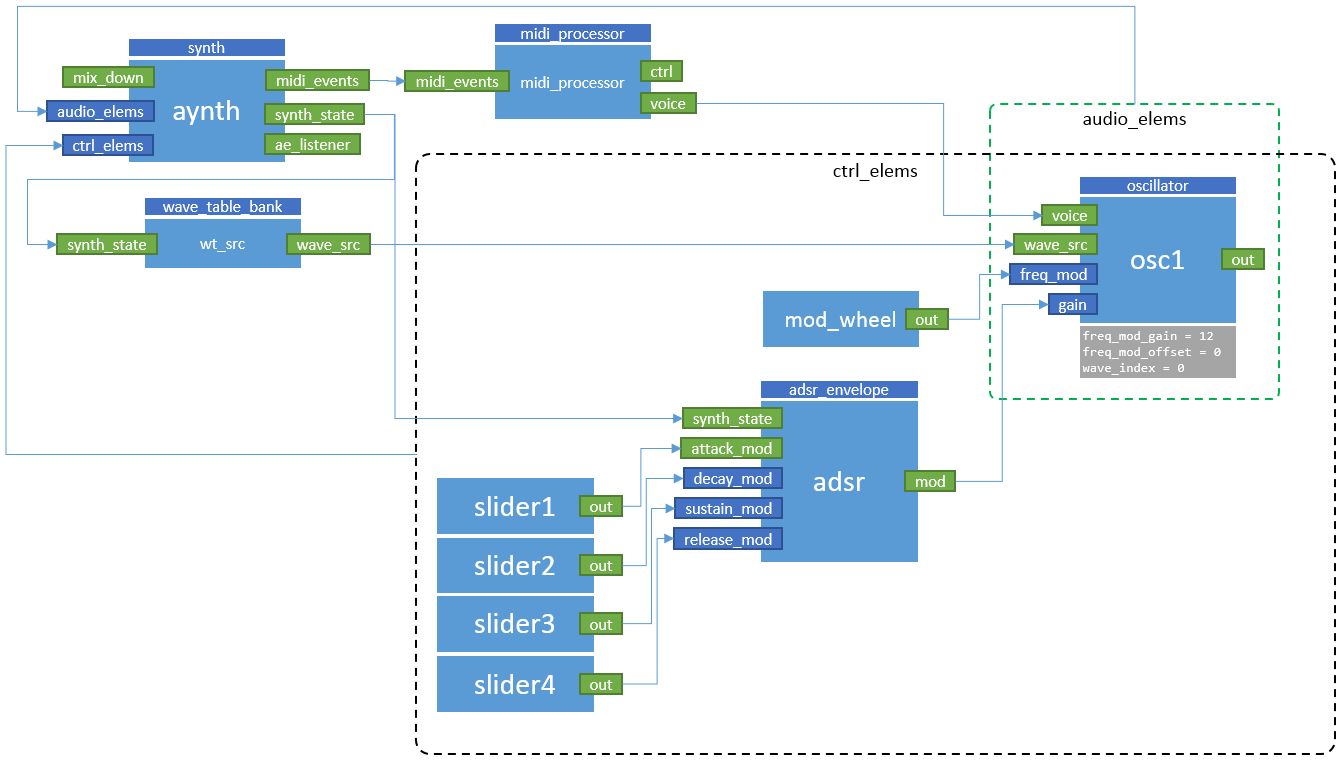 synth
mix_down
audio_elems
ctrl_elems
aynth
midi_events
synth_state
ae_listener
midi_processor
midi_events
midi_processor
ctrl
voice
audio_elems
ctrl_elems
wave_table_bank
synth_state
wt_src
wave_src
oscillator
voice
wave_src
freq_mod
gain
osc1
out
freq_mod_gain = 12
freq_mod_offset = 0
wave_index = 0
mod_wheel
out
adsr_envelope
synth_state
attack_mod
decay_mod
sustain_mod
release_mod
adsr
mod
slider1
out
slider2
out
slider3
out
slider4
out